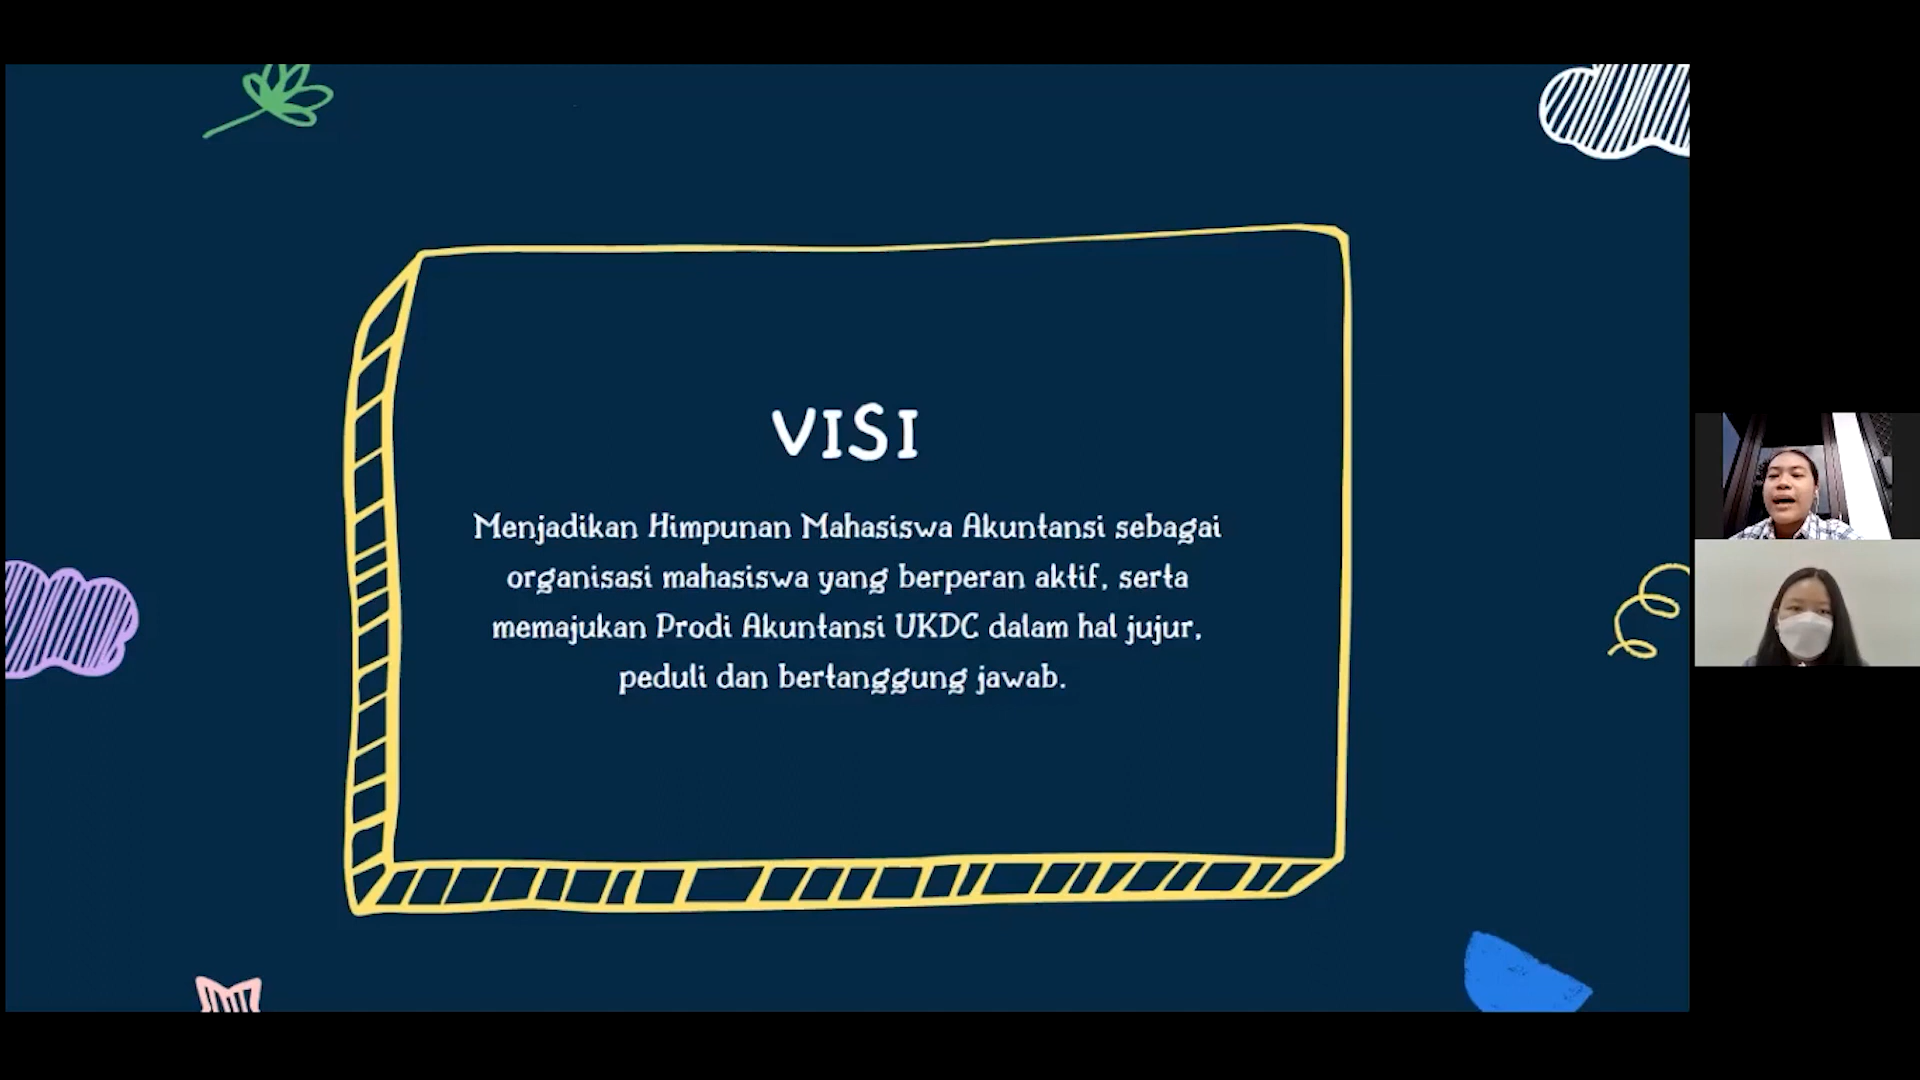 VISI
Menjadikan Himpunan Mahasiswa Akuntansi sebagai
organisasi mahasiswa yang berperan aktif, serta
memajukan Prodi Akuntansi UKDC dalam hal jujur,
peduli dan bertanggung jawab.